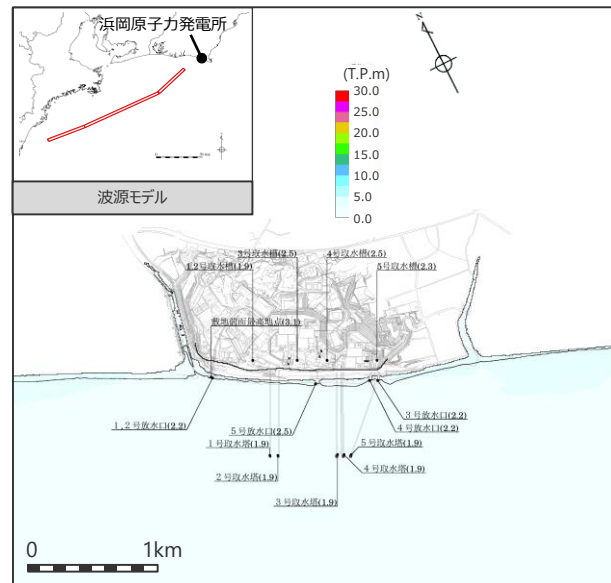 浜岡原子力発電所
波源モデル
N
(T.P.m)
30.0
25.0
20.0
15.0
10.0
5.0
0.0
3号取水槽(2.5)
4号取水槽(2.5)
1,2号取水槽(1.9)
5号取水槽(2.3)
敷地前面最高地点(3.1)
1,2号放水口(2.2)
5号放水口(2.5)
3号放水口(2.2)
4号放水口(2.2)
1号取水塔(1.9)
2号取水塔(1.9)
5号取水塔(1.9)
4号取水塔(1.9)
3号取水塔(1.9)
0 1km